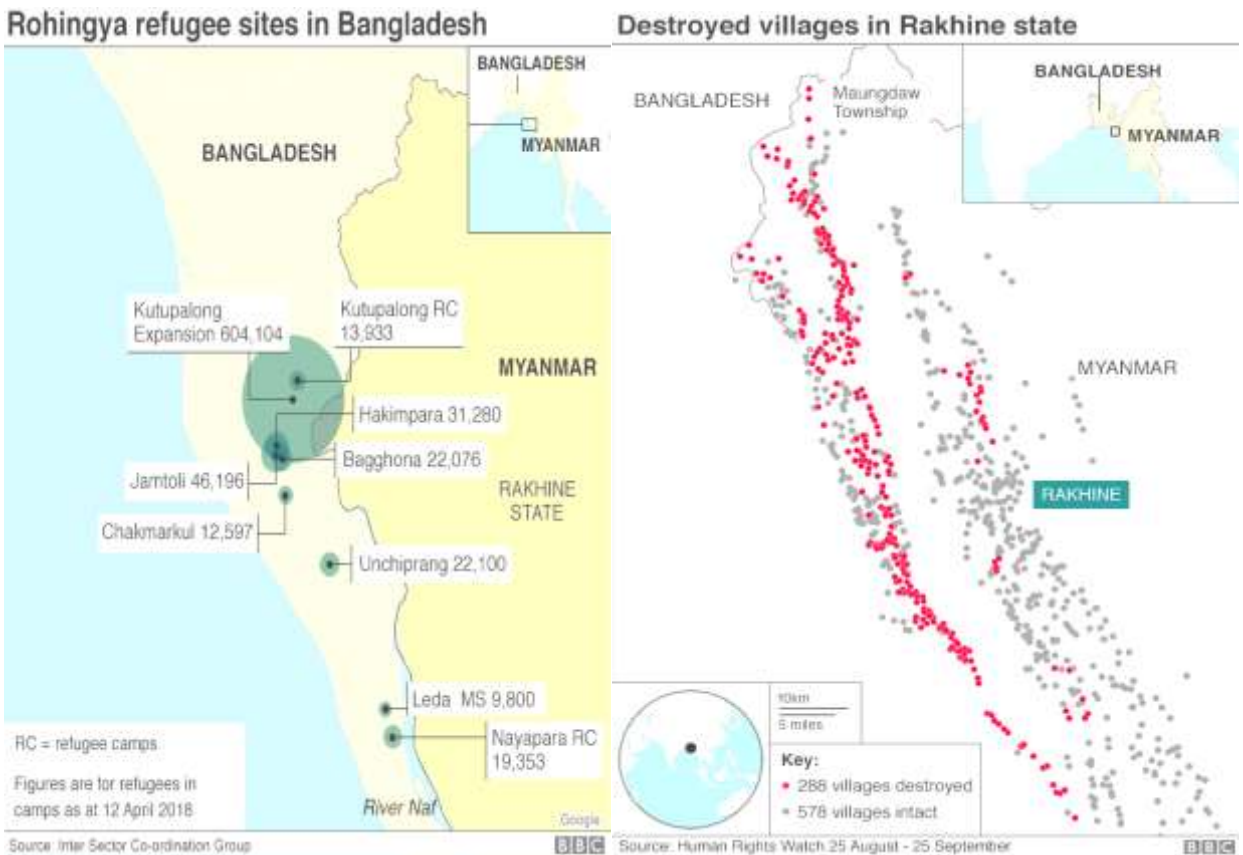 Rohingya refugee sites in Bangladesh
BANGLADESH
MYANMAR
BANGLADESH
Kutupalong
Expansion 604,104
Kutupalong RC
13,933
MYANMAR
Hakimpara 31,280
Bagghona 22,076
Jamtoli 46,196
RAKHINE
STATE
Chakmarkul 12,597
Unchiprang 22,100
Leda MS 9,800
Nayapara RC
19,353
RC = refugee camps
Figures are for refugees in
camps as at 12 April 2018
River Naf
Google
Source: Inter Sector Co-ordination Group
BBC
Destroyed villages in Rakhine state
BANGLADESH
Maungdaw
Township
BANGLADESH
MYANMAR
MYANMAR
RAKHINE
10km
5 miles
Key:
288 villages destroyed
578 villages intact
Source: Human Rights Watch 25 August - 25 September
BBC